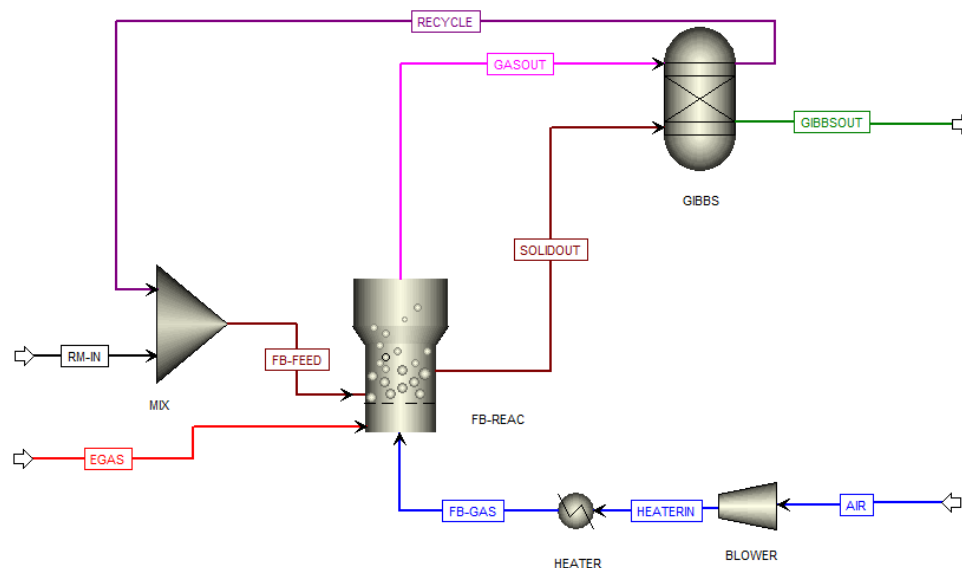 RECYCLE
GASOUT
GIBBSOUT
GIBBS
SOLIDOUT
RM-IN
FB-FEED
MIX
FB-REAC
EGAS
FB-GAS
HEATERIN
AIR
HEATER
BLOWER